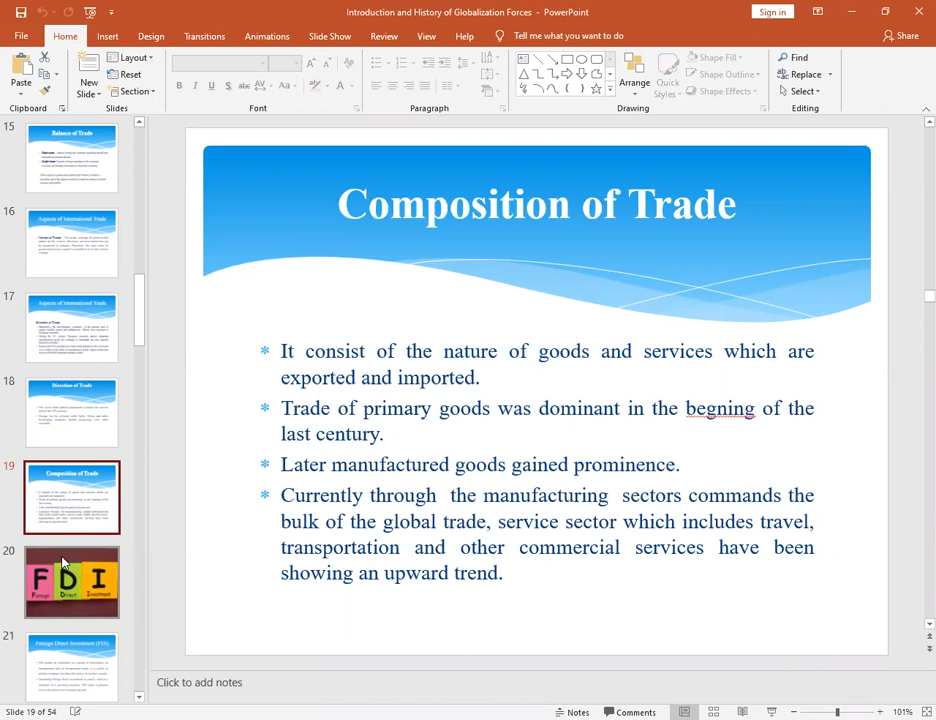 Introduction and History of Globalization Forces - PowerPoint
Sign in
File Home Insert Design Transitions Animations Slide Show Review View Help Tell me what you want to do Share
Paste
New Slide
Layout
Reset
Section
B I U S abc AV Aa
Arrange
Quick Styles
Shape Fill
Shape Outline
Shape Effects
Find
Replace
Select
Clipboard Slides Font Paragraph Drawing Editing
15
Balance of Trade
16
Aspects of International Trade
17
Aspects of International Trade
18
Direction of Trade
19
Composition of Trade
20
FDI
Foreign Direct Investment
21
Foreign Direct Investment (FDI)
Composition of Trade
It consist of the nature of goods and services which are
exported and imported.
Trade of primary goods was dominant in the begning of the
last century.
Later manufactured goods gained prominence.
Currently through the manufacturing sectors commands the
bulk of the global trade, service sector which includes travel,
transportation and other commercial services have been
showing an upward trend.
Click to add notes
Slide 19 of 54
Notes Comments 101%